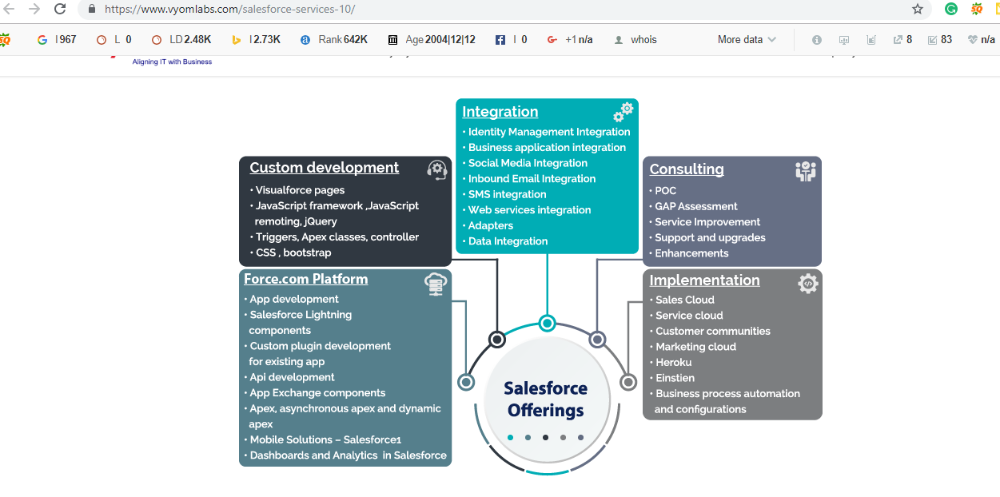 https://www.vyomlabs.com/salesforce-services-10/
SQ
I 967
L 0
LD 2.48K
I 2.73K
Rank 642K
Age 2004|12|12
I 0
+1 n/a
whois
More data
8
83
n/a
Aligning IT with Business
Integration
• Identity Management Integration
• Business application integration
• Social Media Integration
• Inbound Email Integration
• SMS integration
• Web services integration
• Adapters
• Data Integration
Custom development
• Visualforce pages
• JavaScript framework ,JavaScript
remoting, jQuery
• Triggers, Apex classes, controller
• CSS , bootstrap
Consulting
• POC
• GAP Assessment
• Service Improvement
• Support and upgrades
• Enhancements
Force.com Platform
• App development
• Salesforce Lightning
components
• Custom plugin development
for existing app
• Api development
• App Exchange components
• Apex, asynchronous apex and dynamic
apex
• Mobile Solutions – Salesforce1
• Dashboards and Analytics in Salesforce
Implementation
• Sales Cloud
• Service cloud
• Customer communities
• Marketing cloud
• Heroku
• Einstien
• Business process automation
and configurations
Salesforce
Offerings